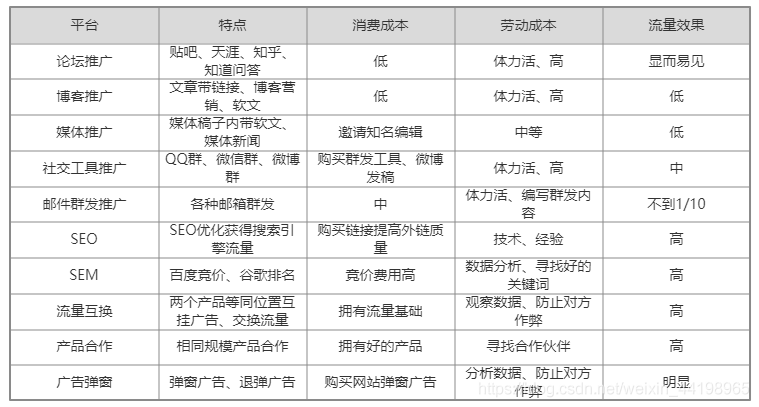 平台 特点 消费成本 劳动成本 流量效果
论坛推广 贴吧、天涯、知乎、知道问答 低 体力活、高 显而易见
博客推广 文章带链接、博客营销、软文 低 体力活、高 低
媒体推广 媒体稿子内带软文、媒体新闻 邀请知名编辑 中等 低
社交工具推广 QQ群、微信群、微博群 购买群发工具、微博发稿 体力活、高 中
邮件群发推广 各种邮箱群发 中 体力活、编写群发内容 不到1/10
SEO SEO优化获得搜索引擎流量 购买链接提高外链质量 技术、经验 高
SEM 百度竞价、谷歌排名 竞价费用高 数据分析、寻找好的关键词 高
流量互换 两个产品等同位置互挂广告、交换流量 拥有流量基础 观察数据、防止对方作弊 高
产品合作 相同规模产品合作 拥有好的产品 寻找合作伙伴 高
广告弹窗 弹窗广告、退弹广告 购买网站弹窗广告 分析数据、防止对方作弊 明显
https://blog.csdn.net/weixin_44198965